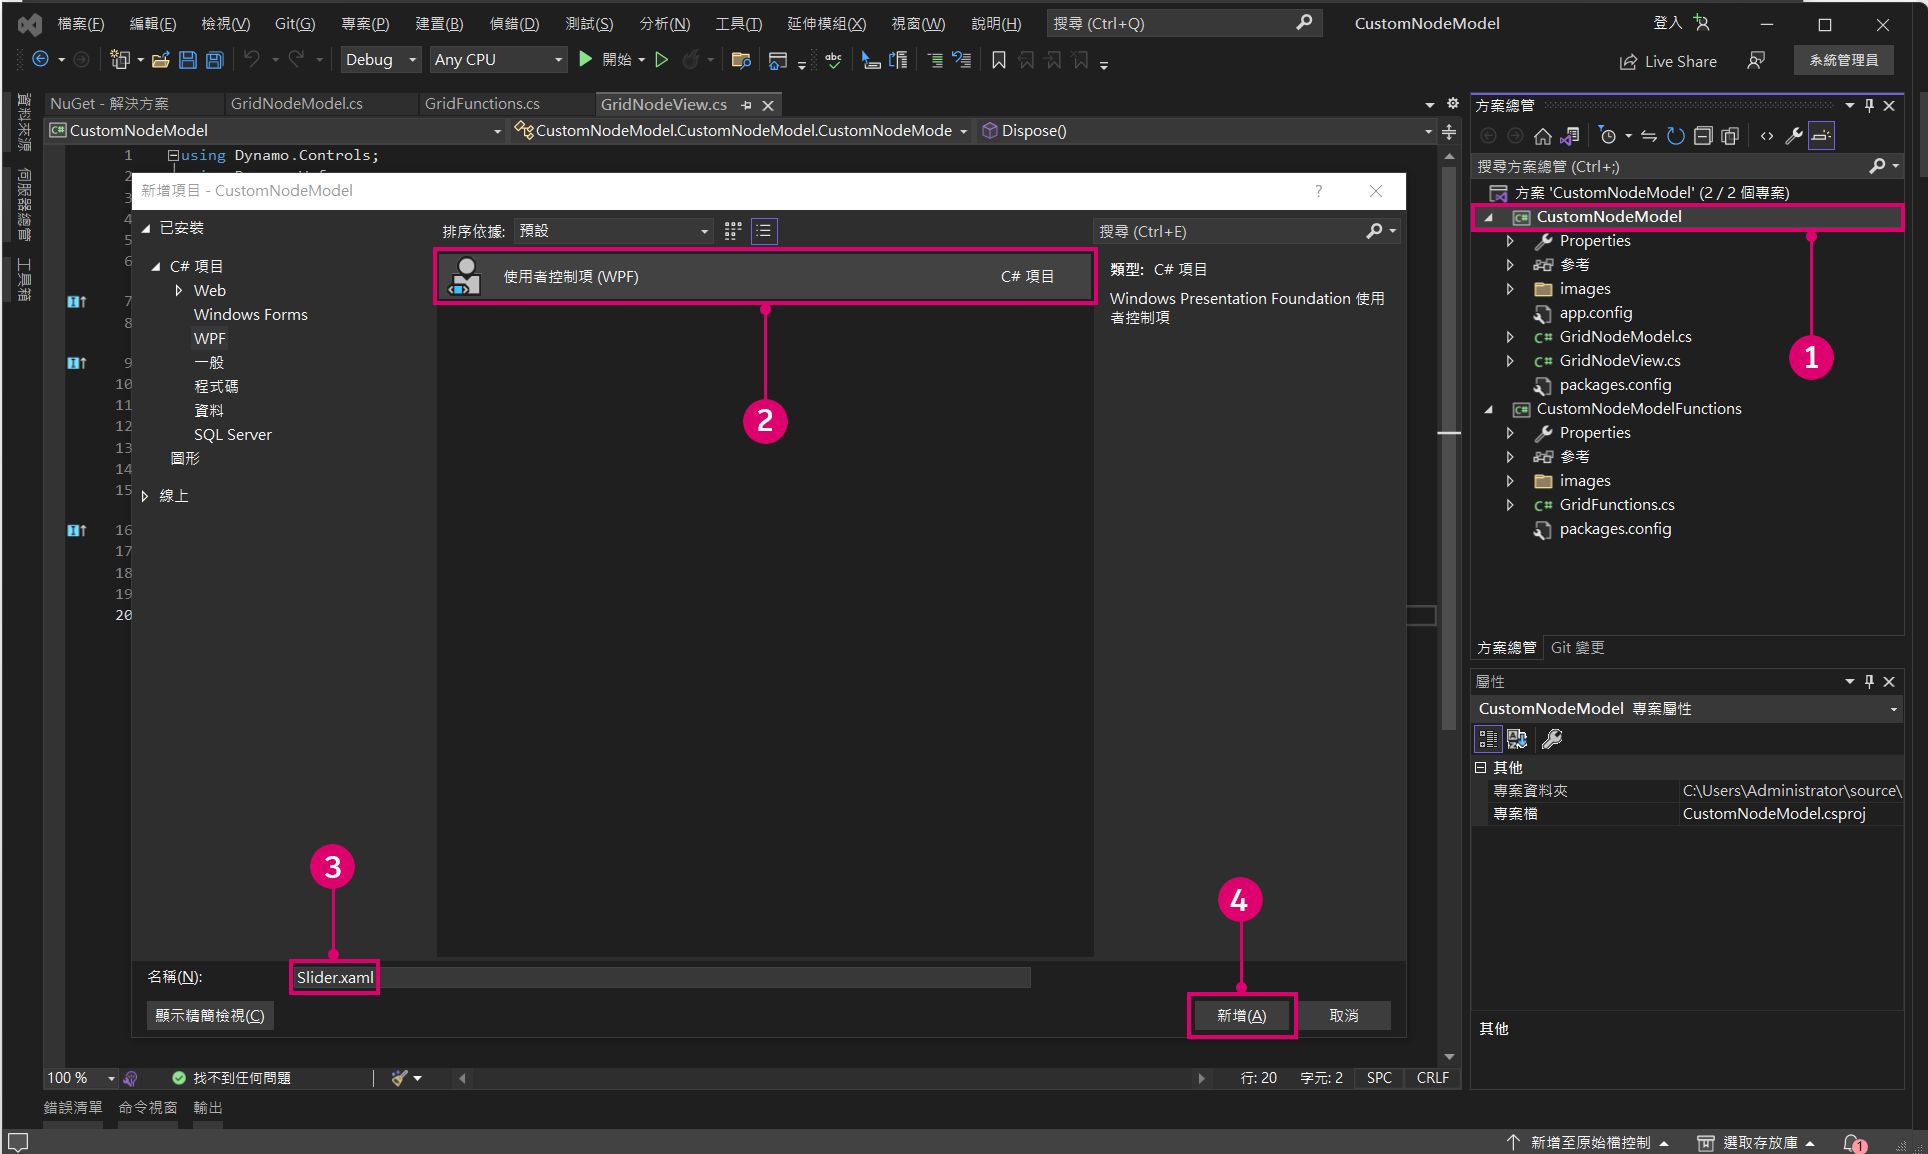 檔案(F) 編輯(E) 檢視(V) Git(G) 專案(P) 建置(B) 偵錯(D) 測試(S) 分析(N) 工具(T) 延伸模組(X) 視窗(W) 說明(H) 搜尋 (Ctrl+Q) CustomNodeModel 登入
Debug Any CPU 開始 Live Share 系統管理員
資料來源
伺服器總管
工具箱
NuGet - 解決方案 GridNodeModel.cs GridFunctions.cs GridNodeView.cs
CustomNodeModel CustomNodeModel.CustomNodeModel.CustomNodeMode Dispose()
1 using Dynamo.Controls;
2
3
4
5
6
7
8
9
10
11
12
13
14
15
16
17
18
19
20
新增項目 - CustomNodeModel ?
已安裝
C# 項目
Web
Windows Forms
WPF
一般
程式碼
資料
SQL Server
圖形
線上
排序依據: 預設
搜尋 (Ctrl+E)
使用者控制項 (WPF) C# 項目
類型: C# 項目
Windows Presentation Foundation 使用
者控制項
2
3
4
名稱(N): Slider.xaml
顯示精簡檢視(C) 新增(A) 取消
100 % 找不到任何問題 行: 20 字元: 2 SPC CRLF
錯誤清單 命令視窗 輸出
方案總管
搜尋方案總管 (Ctrl+;)
方案 'CustomNodeModel' (2 / 2 個專案)
CustomNodeModel
Properties
參考
images
app.config
GridNodeModel.cs
GridNodeView.cs
packages.config
1
CustomNodeModelFunctions
Properties
參考
images
GridFunctions.cs
packages.config
方案總管 Git 變更
屬性
CustomNodeModel 專案屬性
其他
專案資料夾 C:\Users\Administrator\source\
專案檔 CustomNodeModel.csproj
其他
新增至原始檔控制 選取存放庫 1